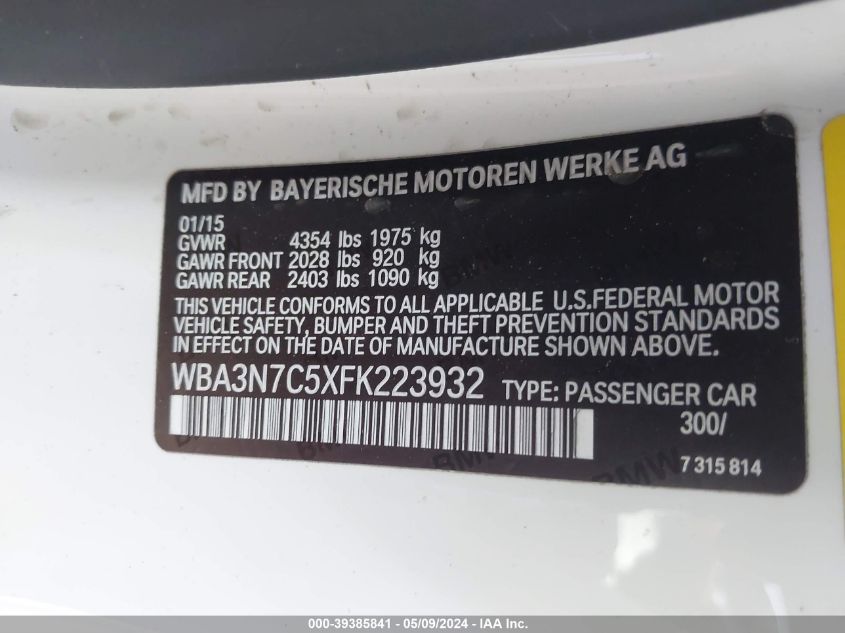 MFD BY BAYERISCHE MOTOREN WERKE AG
01/15
GVWR 4354 lbs 1975 kg
GAWR FRONT 2028 lbs 920 kg
GAWR REAR 2403 lbs 1090 kg
THIS VEHICLE CONFORMS TO ALL APPLICABLE U.S.FEDERAL MOTOR
VEHICLE SAFETY, BUMPER AND THEFT PREVENTION STANDARDS
IN EFFECT ON THE DATE OF MANUFACTURE SHOWN ABOVE.
WBA3N7C5XFK223932 TYPE: PASSENGER CAR
300/
7 315 814
BMW
BMW
000-39385841 - 05/09/2024 - IAA Inc.